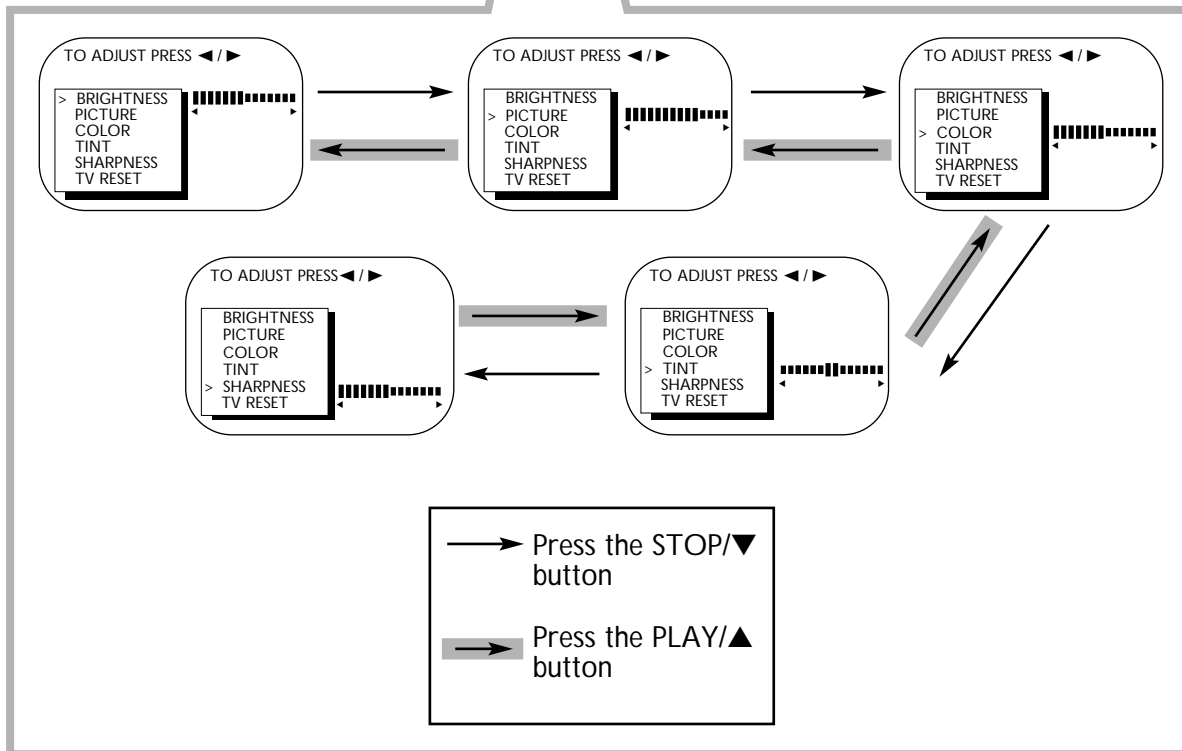 TO ADJUST PRESS ◄ / ►
> BRIGHTNESS
PICTURE
COLOR
TINT
SHARPNESS
TV RESET
TO ADJUST PRESS ◄ / ►
BRIGHTNESS
> PICTURE
COLOR
TINT
SHARPNESS
TV RESET
TO ADJUST PRESS ◄ / ►
BRIGHTNESS
PICTURE
> COLOR
TINT
SHARPNESS
TV RESET
TO ADJUST PRESS◄ / ►
BRIGHTNESS
PICTURE
COLOR
TINT
> SHARPNESS
TV RESET
TO ADJUST PRESS ◄ / ►
BRIGHTNESS
PICTURE
COLOR
> TINT
SHARPNESS
TV RESET
Press the STOP/▼
button
Press the PLAY/▲
button